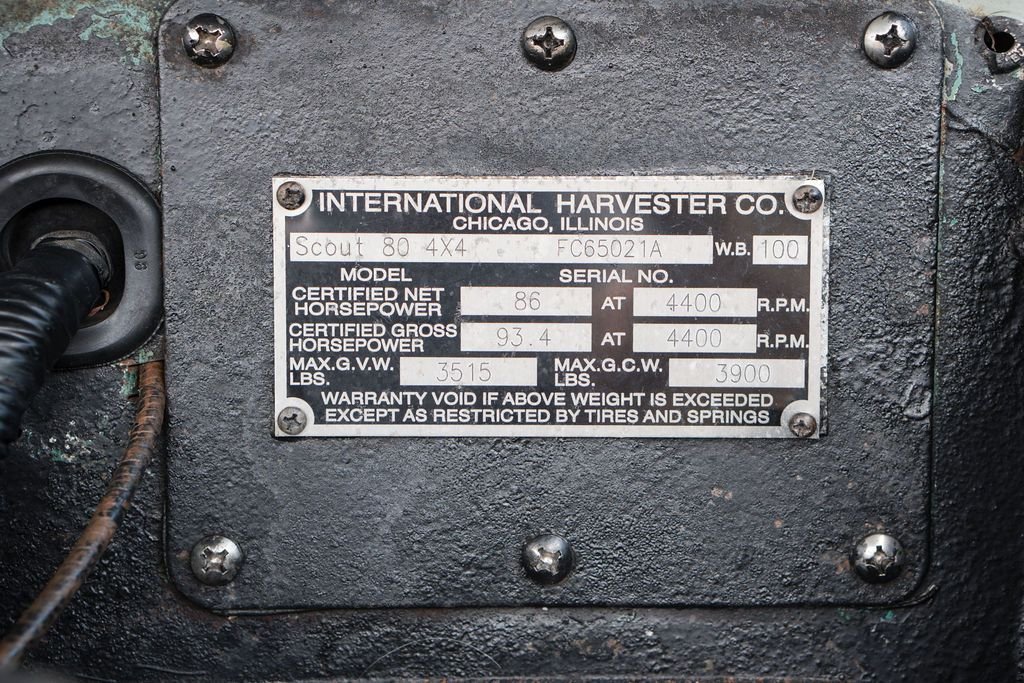 INTERNATIONAL HARVESTER CO.
CHICAGO, ILLINOIS
Scout 80 4X4 FC65021A W.B. 100
MODEL SERIAL NO.
CERTIFIED NET HORSEPOWER 86 AT 4400 R.P.M.
CERTIFIED GROSS HORSEPOWER 93.4 AT 4400 R.P.M.
MAX.G.V.W. LBS. 3515 MAX.G.C.W. LBS. 3900
WARRANTY VOID IF ABOVE WEIGHT IS EXCEEDED
EXCEPT AS RESTRICTED BY TIRES AND SPRINGS